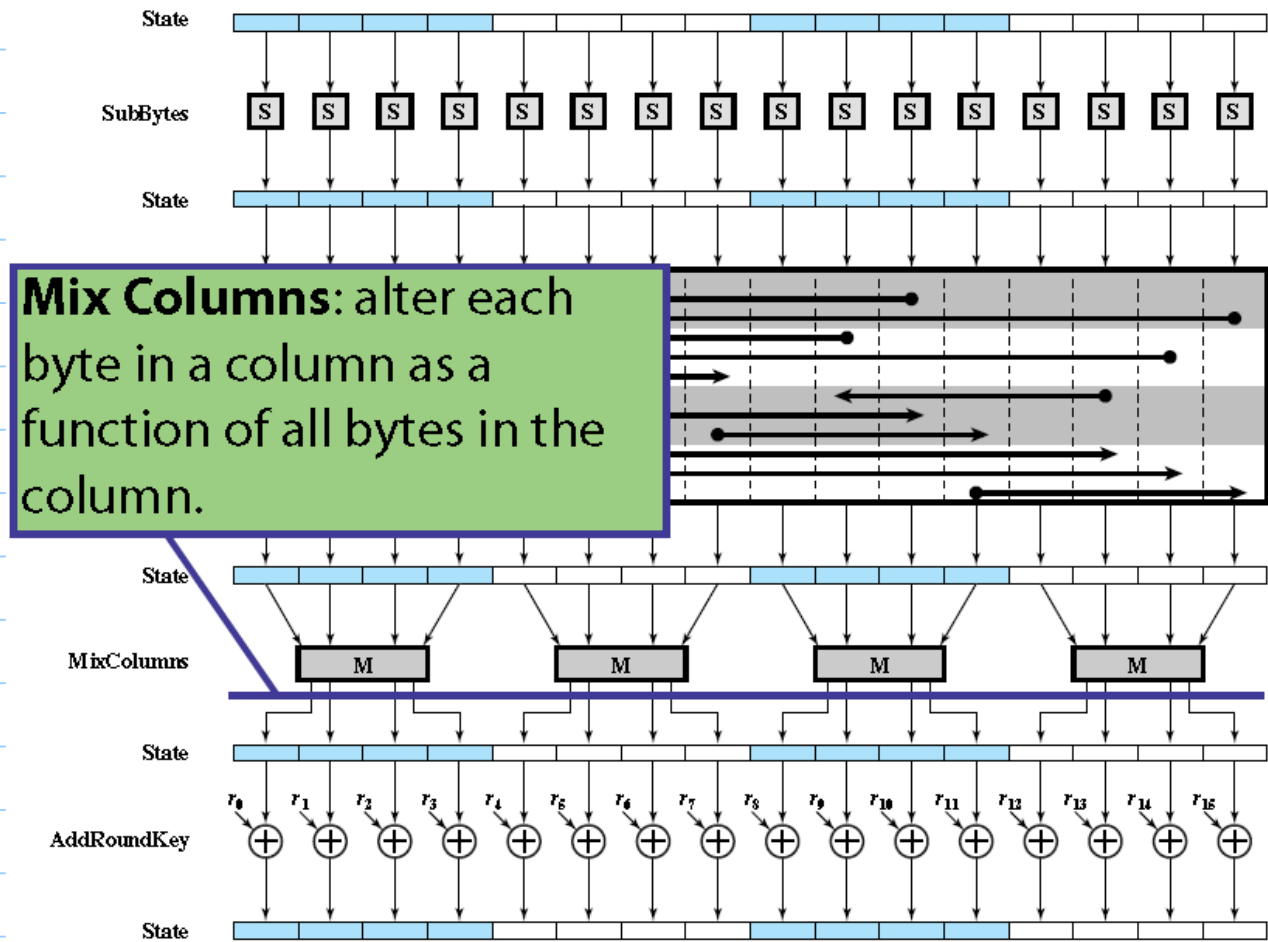 State
SubBytes
S S S S S S S S S S S S S S S S
State
Mix Columns: alter each
byte in a column as a
function of all bytes in the
column.
State
MixColumns
M M M M
State
r0 r1 r2 r3 r4 r5 r6 r7 r8 r9 r10 r11 r12 r13 r14 r15
AddRoundKey
State